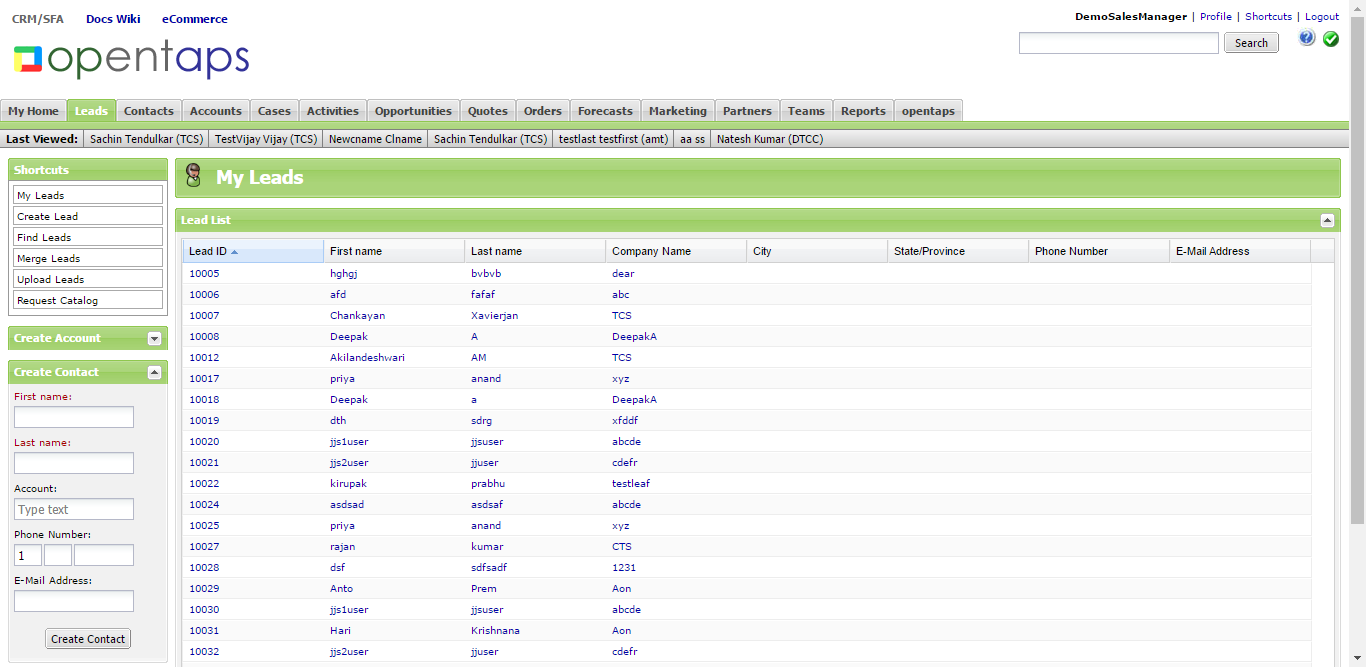 CRM/SFA Docs Wiki eCommerce
DemoSalesManager | Profile | Shortcuts | Logout
opentaps
Search
My Home Leads Contacts Accounts Cases Activities Opportunities Quotes Orders Forecasts Marketing Partners Teams Reports opentaps
Last Viewed: Sachin Tendulkar (TCS) TestVijay Vijay (TCS) Newcname Clname Sachin Tendulkar (TCS) testlast testfirst (amt) aa ss Natesh Kumar (DTCC)
Shortcuts
My Leads
Create Lead
Find Leads
Merge Leads
Upload Leads
Request Catalog
Create Account
Create Contact
First name:
Last name:
Account:
Type text
Phone Number:
1
E-Mail Address:
Create Contact
My Leads
Lead List
Lead ID First name Last name Company Name City State/Province Phone Number E-Mail Address
10005 hghgj bvbvb dear
10006 afd fafaf abc
10007 Chankayan Xavierjan TCS
10008 Deepak A DeepakA
10012 Akilandeshwari AM TCS
10017 priya anand xyz
10018 Deepak a DeepakA
10019 dth sdrg xfddf
10020 jjs1user jjsuser abcde
10021 jjs2user jjuser cdefr
10022 kirupak prabhu testleaf
10024 asdsad asdsaf abcde
10025 priya anand xyz
10027 rajan kumar CTS
10028 dsf sdfsadf 1231
10029 Anto Prem Aon
10030 jjs1user jjsuser abcde
10031 Hari Krishnana Aon
10032 jjs2user jjuser cdefr